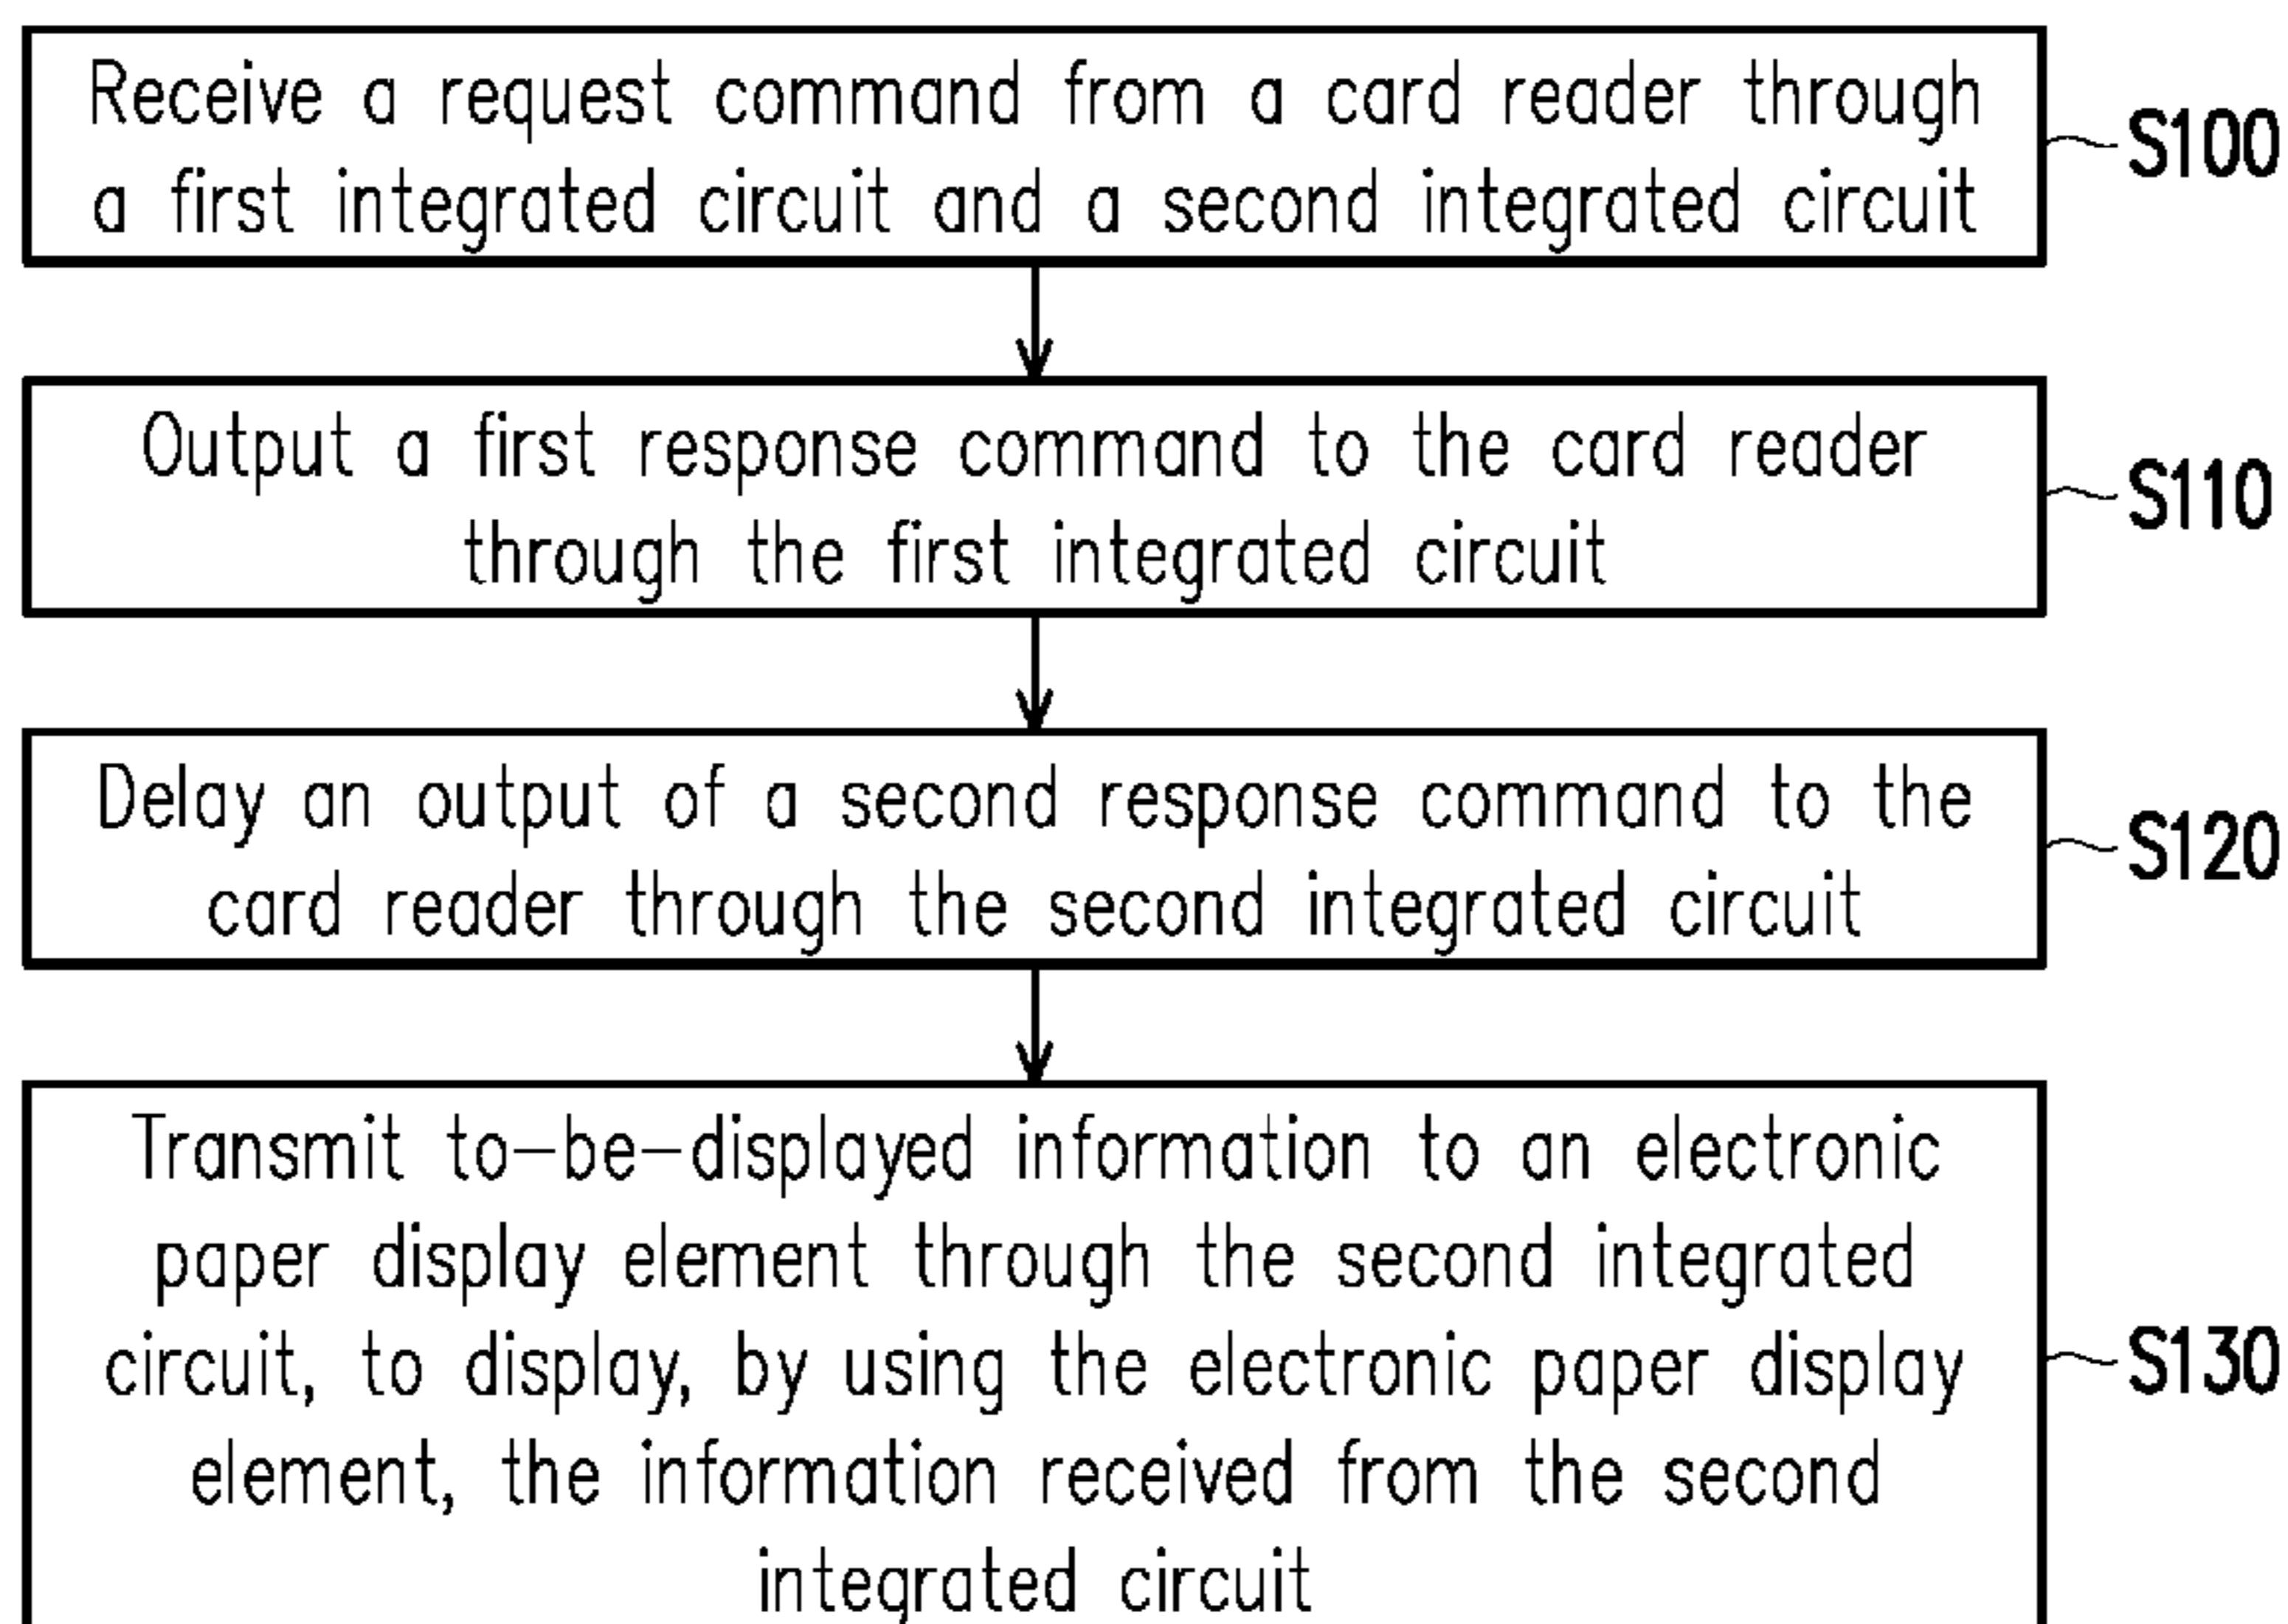 Receive a request command from a card reader through
a first integrated circuit and a second integrated circuit
S100
Output a first response command to the card reader
through the first integrated circuit
S110
Delay an output of a second response command to the
card reader through the second integrated circuit
S120
Transmit to-be-displayed information to an electronic
paper display element through the second integrated
circuit, to display, by using the electronic paper display
element, the information received from the second
integrated circuit
S130